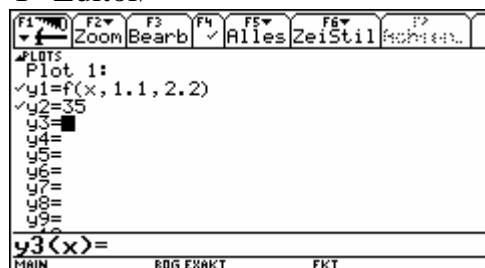 F1 F2 Zoom F3 Bearb F4 ✓ F5 Alles F6 ZeiStil F7
PLOTS
Plot 1:
✓y1=f(x,1.1,2.2)
✓y2=35
y3=
y4=
y5=
y6=
y7=
y8=
y9=
y3(x)=
MAIN RDG EXAKT FKT